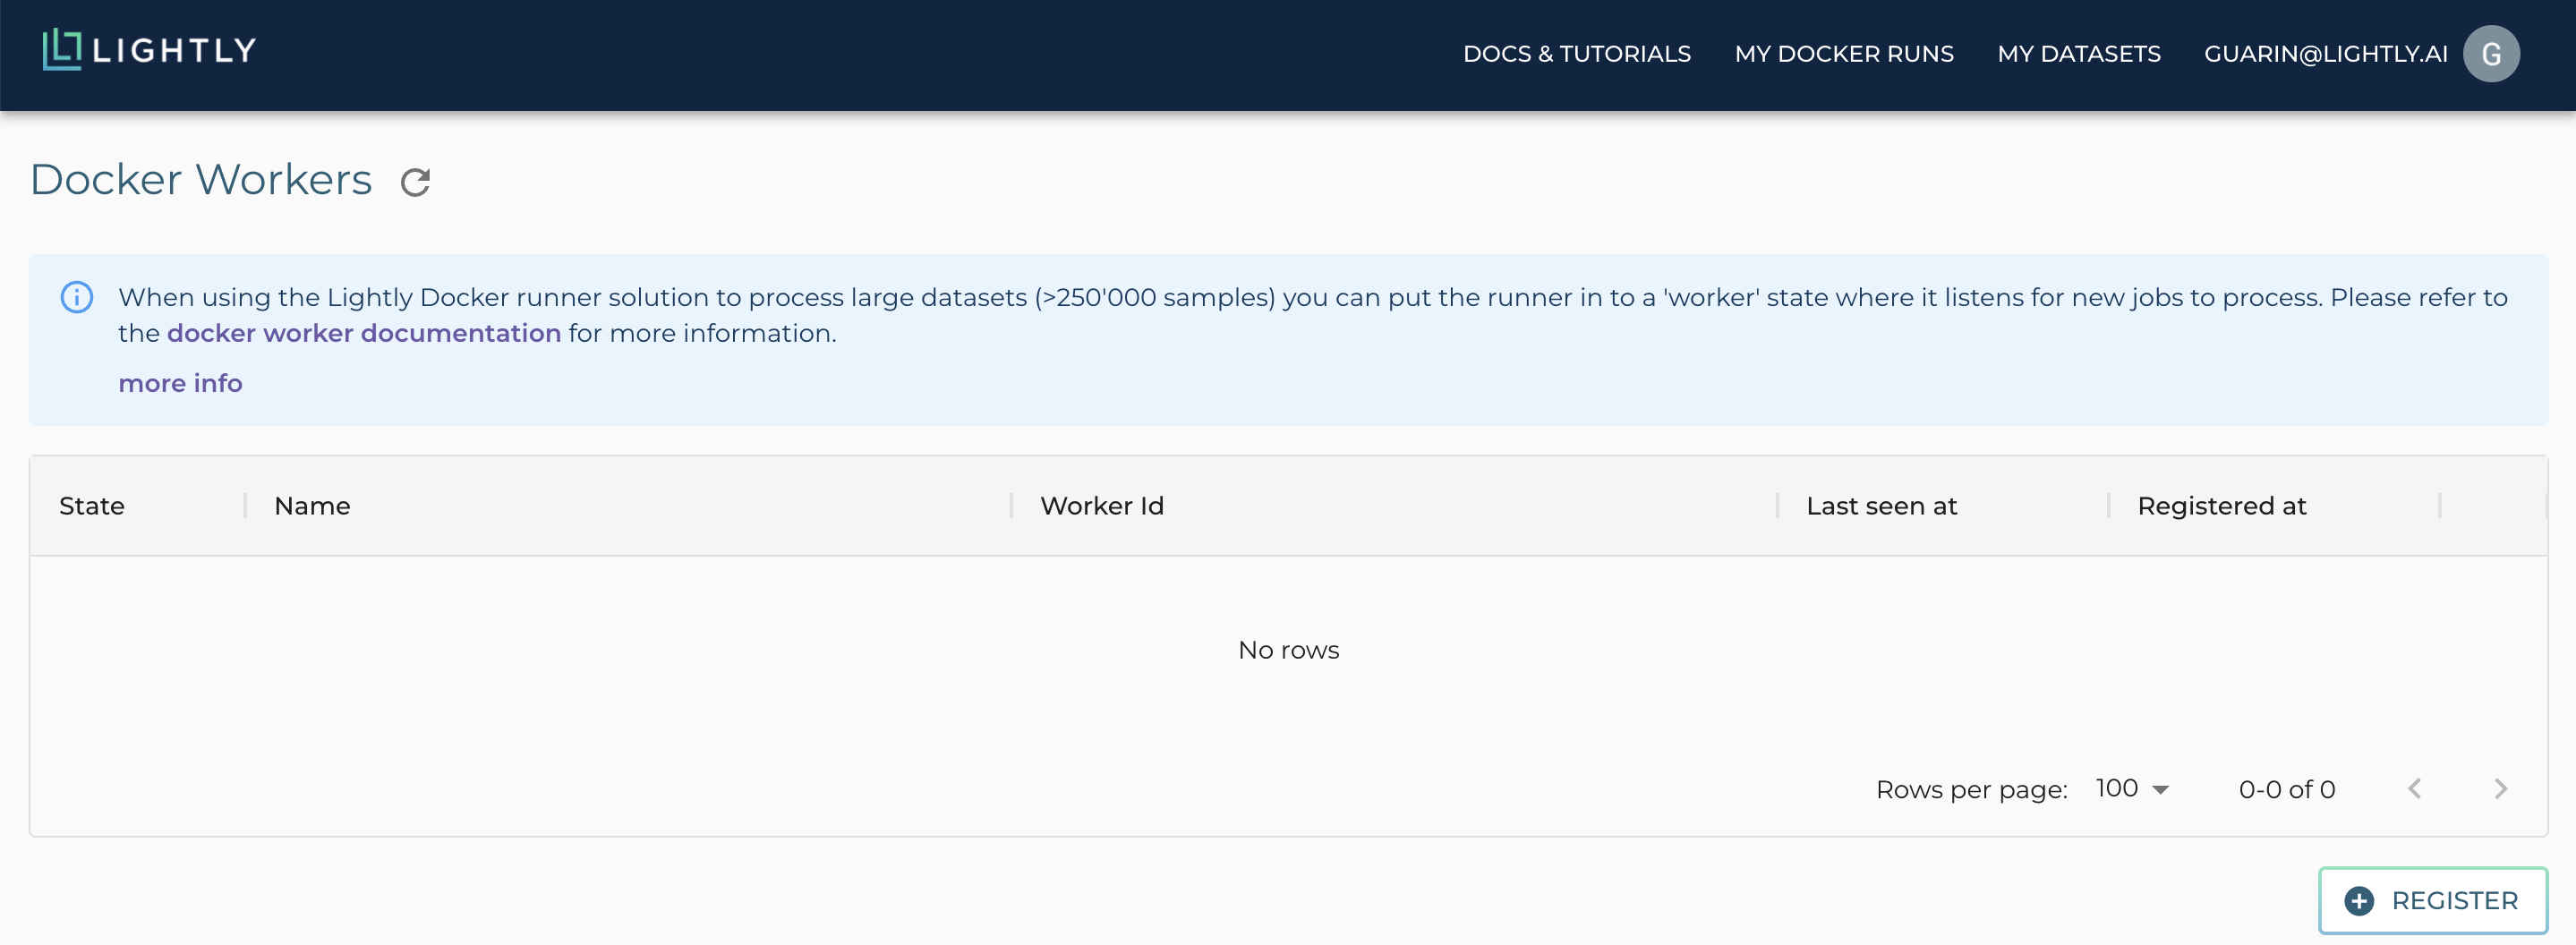 LIGHTLY
DOCS & TUTORIALS
MY DOCKER RUNS
MY DATASETS
GUARIN@LIGHTLY.AI
G
Docker Workers
When using the Lightly Docker runner solution to process large datasets (>250'000 samples) you can put the runner in to a 'worker' state where it listens for new jobs to process. Please refer to
the docker worker documentation for more information.
more info
State
Name
Worker Id
Last seen at
Registered at
No rows
Rows per page:
100
0-0 of 0
REGISTER